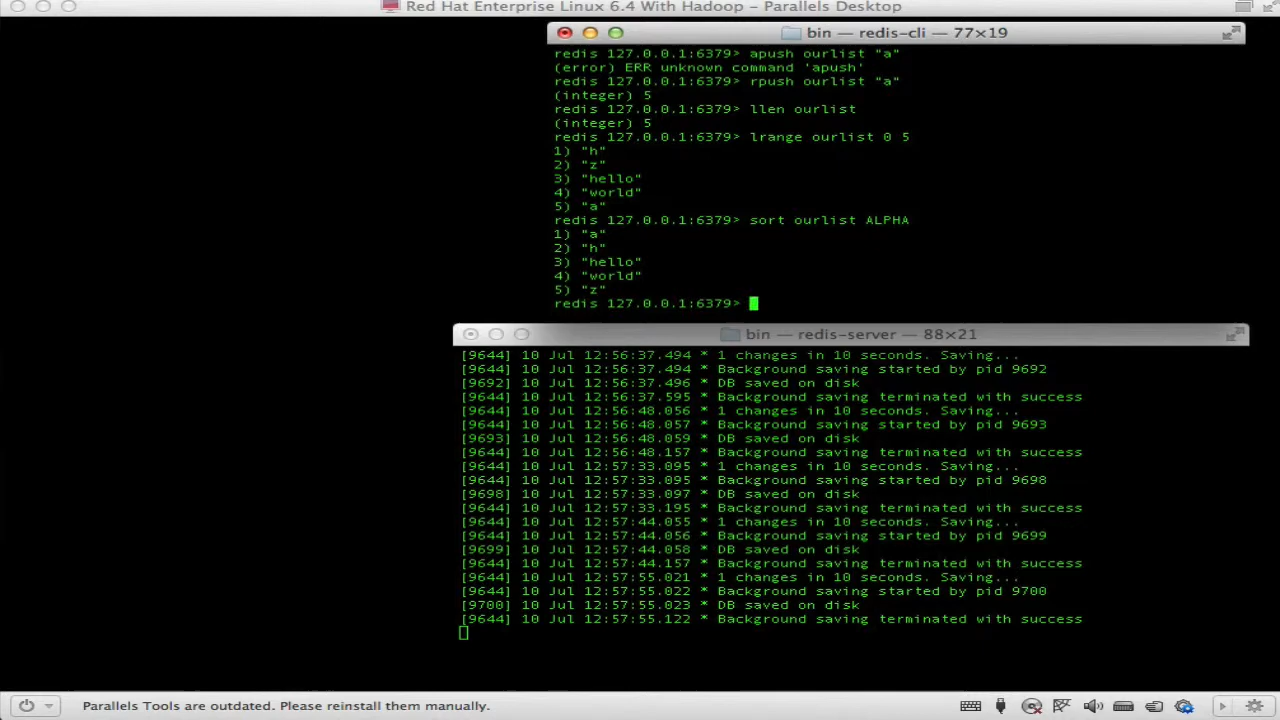 Red Hat Enterprise Linux 6.4 With Hadoop - Parallels Desktop
bin — redis-cli — 77×19
redis 127.0.0.1:6379> apush ourlist "a"
(error) ERR unknown command 'apush'
redis 127.0.0.1:6379> rpush ourlist "a"
(integer) 5
redis 127.0.0.1:6379> llen ourlist
(integer) 5
redis 127.0.0.1:6379> lrange ourlist 0 5
1) "h"
2) "z"
3) "hello"
4) "world"
5) "a"
redis 127.0.0.1:6379> sort ourlist ALPHA
1) "a"
2) "h"
3) "hello"
4) "world"
5) "z"
redis 127.0.0.1:6379>
bin — redis-server — 88×21
[9644] 10 Jul 12:56:37.494 * 1 changes in 10 seconds. Saving...
[9644] 10 Jul 12:56:37.494 * Background saving started by pid 9692
[9692] 10 Jul 12:56:37.496 * DB saved on disk
[9644] 10 Jul 12:56:37.595 * Background saving terminated with success
[9644] 10 Jul 12:56:48.056 * 1 changes in 10 seconds. Saving...
[9644] 10 Jul 12:56:48.057 * Background saving started by pid 9693
[9693] 10 Jul 12:56:48.059 * DB saved on disk
[9644] 10 Jul 12:56:48.157 * Background saving terminated with success
[9644] 10 Jul 12:57:33.095 * 1 changes in 10 seconds. Saving...
[9644] 10 Jul 12:57:33.095 * Background saving started by pid 9698
[9698] 10 Jul 12:57:33.097 * DB saved on disk
[9644] 10 Jul 12:57:33.195 * Background saving terminated with success
[9644] 10 Jul 12:57:44.055 * 1 changes in 10 seconds. Saving...
[9644] 10 Jul 12:57:44.056 * Background saving started by pid 9699
[9699] 10 Jul 12:57:44.058 * DB saved on disk
[9644] 10 Jul 12:57:44.157 * Background saving terminated with success
[9644] 10 Jul 12:57:55.021 * 1 changes in 10 seconds. Saving...
[9644] 10 Jul 12:57:55.022 * Background saving started by pid 9700
[9700] 10 Jul 12:57:55.023 * DB saved on disk
[9644] 10 Jul 12:57:55.122 * Background saving terminated with success
Parallels Tools are outdated. Please reinstall them manually.